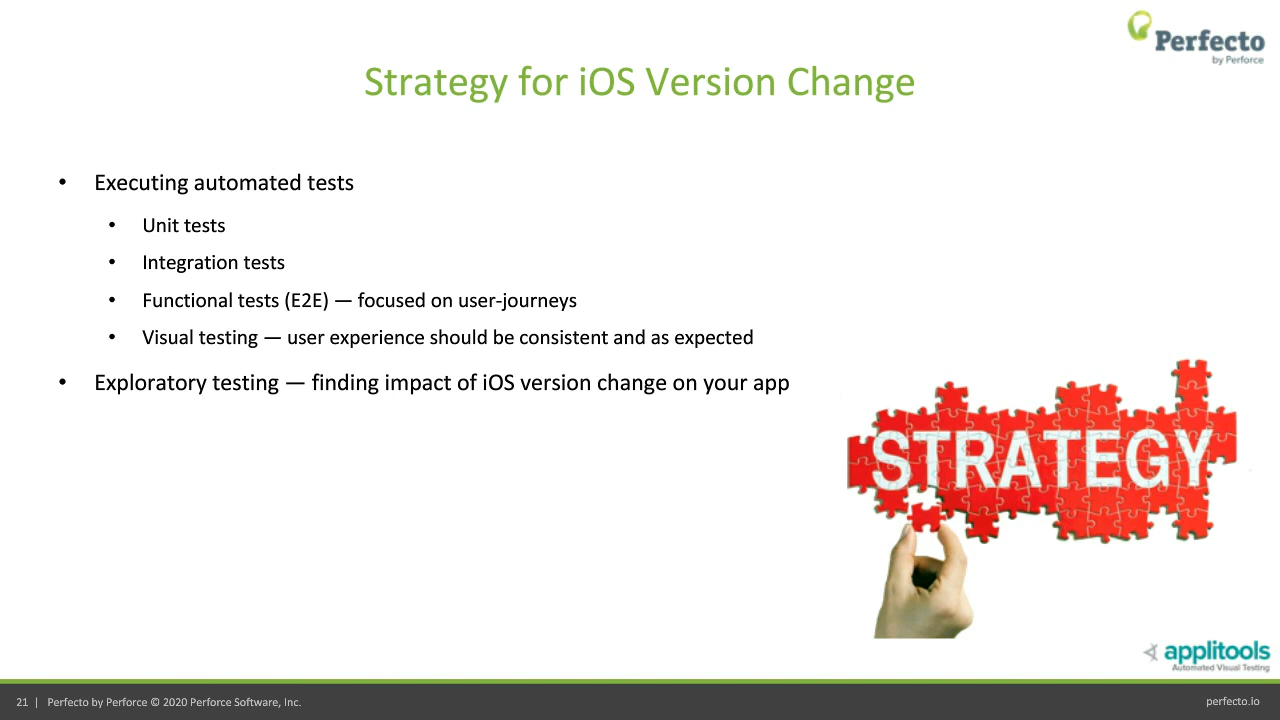 Perfecto
by Perforce
Strategy for iOS Version Change
• Executing automated tests
• Unit tests
• Integration tests
• Functional tests (E2E) — focused on user-journeys
• Visual testing — user experience should be consistent and as expected
• Exploratory testing — finding impact of iOS version change on your app
STRATEGY
applitools
Automated Visual Testing
21 | Perfecto by Perforce © 2020 Perforce Software, Inc.
perfecto.io